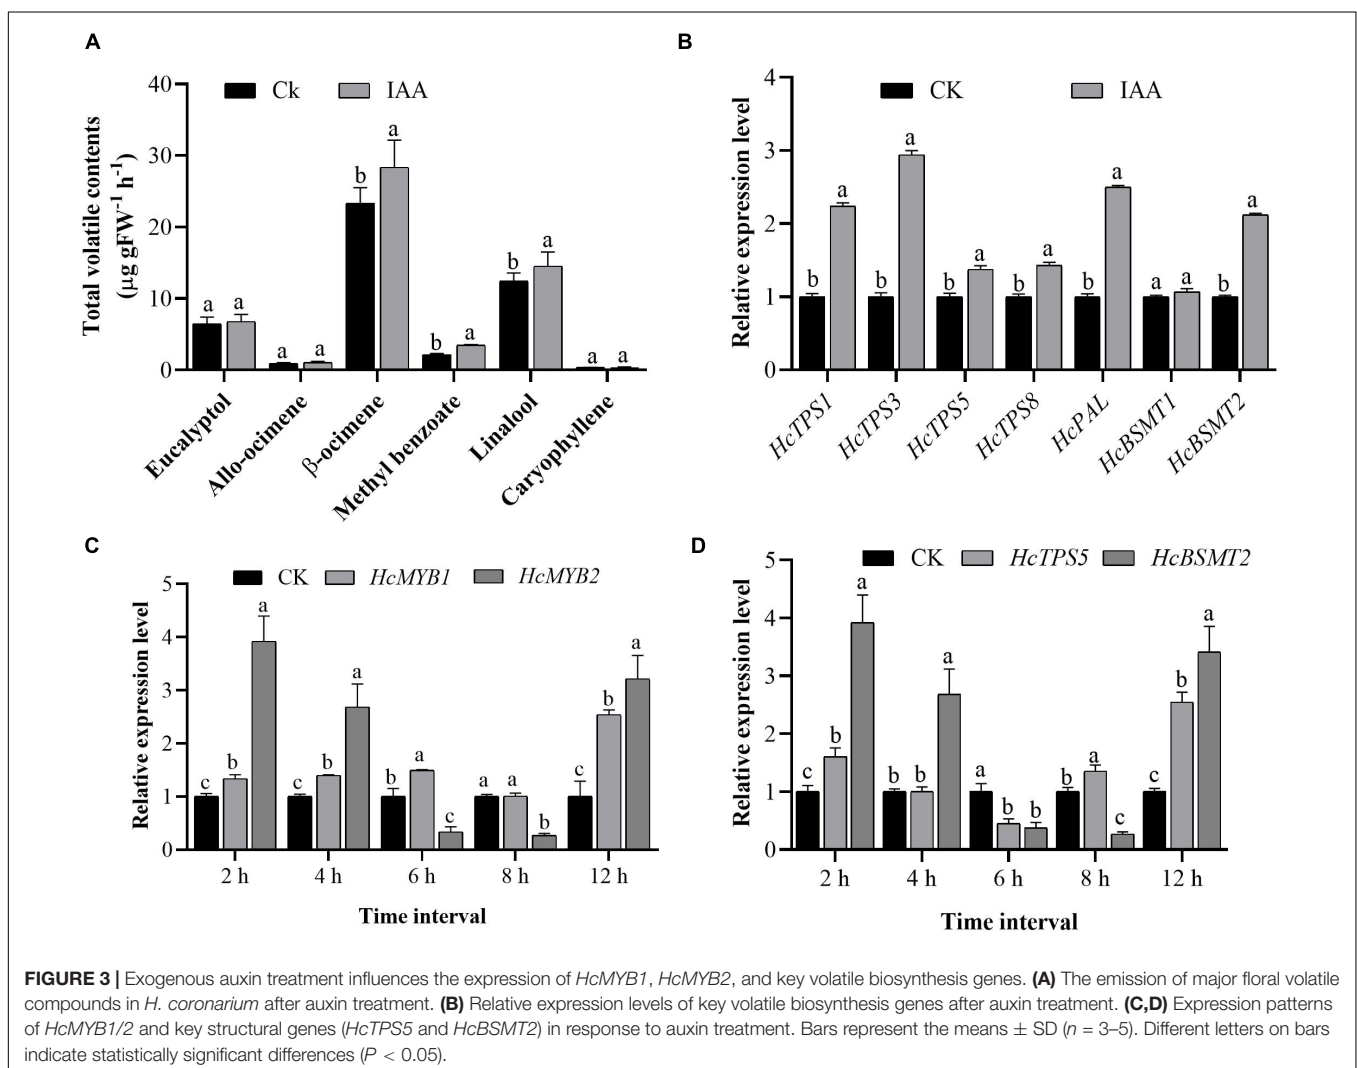 A
Ck IAA
Total volatile contents
(μg gFW⁻¹ h⁻¹)
40
30
20
10
0
a a a a b a b a b a a a
Eucalyptol
Allo-ocimene
β-ocimene
Methyl benzoate
Linalool
Caryophyllene
B
CK IAA
Relative expression level
4
3
2
1
0
b a b a b a b a b a a a b a
HcTPS1
HcTPS3
HcTPS5
HcTPS8
HcPAL
HcBSMT1
HcBSMT2
C
CK HcMYB1 HcMYB2
Relative expression level
5
4
3
2
1
0
c b a c b a b a c a a b c b a
2 h 4 h 6 h 8 h 12 h
Time interval
D
CK HcTPS5 HcBSMT2
Relative expression level
5
4
3
2
1
0
c b a b b a a b b b a c c b a
2 h 4 h 6 h 8 h 12 h
Time interval
FIGURE 3 | Exogenous auxin treatment influences the expression of HcMYB1, HcMYB2, and key volatile biosynthesis genes. (A) The emission of major floral volatile
compounds in H. coronarium after auxin treatment. (B) Relative expression levels of key volatile biosynthesis genes after auxin treatment. (C,D) Expression patterns
of HcMYB1/2 and key structural genes (HcTPS5 and HcBSMT2) in response to auxin treatment. Bars represent the means ± SD (n = 3–5). Different letters on bars
indicate statistically significant differences (P < 0.05).